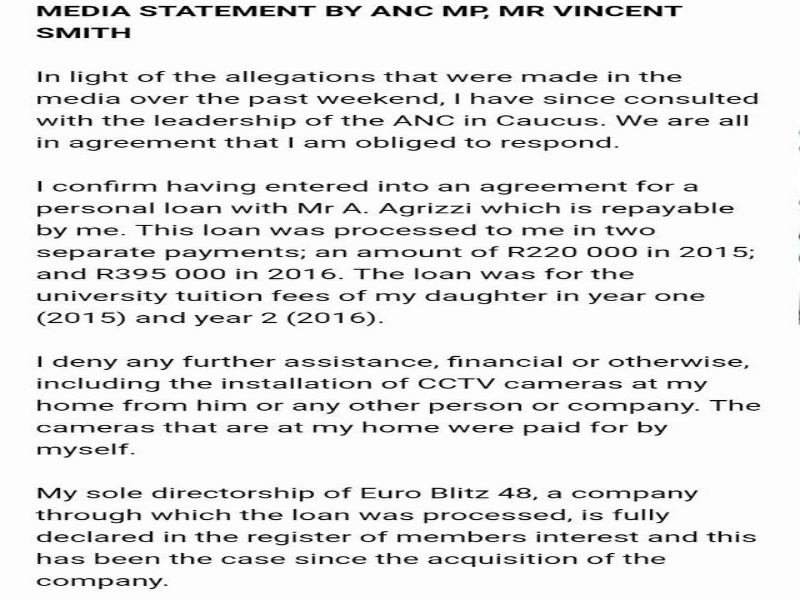 MEDIA STATEMENT BY ANC MP, MR VINCENT
SMITH
In light of the allegations that were made in the
media over the past weekend, I have since consulted
with the leadership of the ANC in Caucus. We are all
in agreement that I am obliged to respond.
I confirm having entered into an agreement for a
personal loan with Mr A. Agrizzi which is repayable
by me. This loan was processed to me in two
separate payments; an amount of R220 000 in 2015;
and R395 000 in 2016. The loan was for the
university tuition fees of my daughter in year one
(2015) and year 2 (2016).
I deny any further assistance, financial or otherwise,
including the installation of CCTV cameras at my
home from him or any other person or company. The
cameras that are at my home were paid for by
myself.
My sole directorship of Euro Blitz 48, a company
through which the loan was processed, is fully
declared in the register of members interest and this
has been the case since the acquisition of the
company.